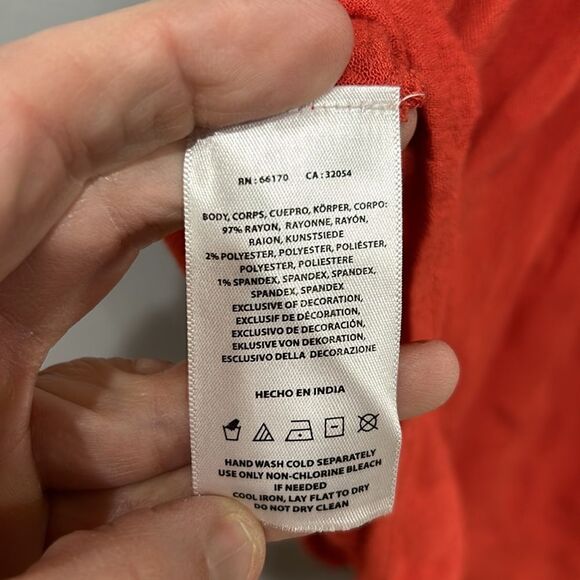 RN : 66170 CA : 32054
BODY, CORPS, CUEPRO, KÖRPER, CORPO:
97% RAYON, RAYONNE, RAYÓN,
RAION, KUNSTSIEDE
2% POLYESTER, POLYESTER, POLIÉSTER,
POLYESTER, POLIESTERE
1% SPANDEX, SPANDEX, SPANDEX,
SPANDEX, SPANDEX
EXCLUSIVE OF DECORATION,
EXCLUSIF DE DÉCORATION,
EXCLUSIVO DE DECORACIÓN,
EKLUSIVE VON DEKORATION,
ESCLUSIVO DELLA DECORAZIONE
HECHO EN INDIA
HAND WASH COLD SEPARATELY
USE ONLY NON-CHLORINE BLEACH
IF NEEDED
COOL IRON, LAY FLAT TO DRY
DO NOT DRY CLEAN